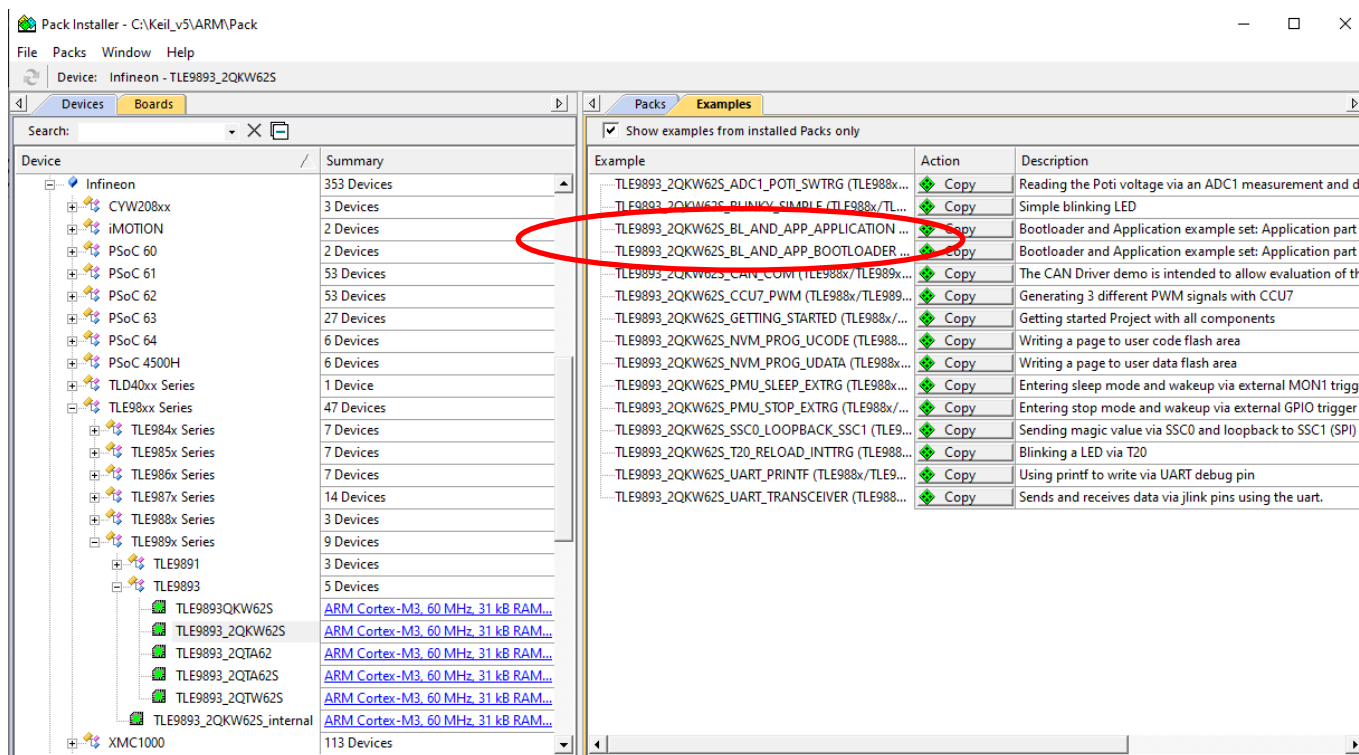 Pack Installer - C:\Keil_v5\ARM\Pack
File Packs Window Help
Device: Infineon - TLE9893_2QKW62S
Devices Boards
Packs Examples
Search:
Show examples from installed Packs only
Device Summary
Example Action Description
Infineon 353 Devices
TLE9893_2QKW62S_ADC1_POTI_SWTRG (TLE988x... Copy Reading the Poti voltage via an ADC1 measurement and d
CYW208xx 3 Devices
TLE9893_2QKW62S_BLINKY_SIMPLE (TLE988x/TL... Copy Simple blinking LED
iMOTION 2 Devices
TLE9893_2QKW62S_BL_AND_APP_APPLICATION ... Copy Bootloader and Application example set: Application part
PSoC 60 2 Devices
TLE9893_2QKW62S_BL_AND_APP_BOOTLOADER ... Copy Bootloader and Application example set: Application part
PSoC 61 53 Devices
TLE9893_2QKW62S_CAN_COM (TLE988x/TLE989x... Copy The CAN Driver demo is intended to allow evaluation of th
PSoC 62 53 Devices
TLE9893_2QKW62S_CCU7_PWM (TLE988x/TLE989... Copy Generating 3 different PWM signals with CCU7
PSoC 63 27 Devices
TLE9893_2QKW62S_GETTING_STARTED (TLE988x/... Copy Getting started Project with all components
PSoC 64 6 Devices
TLE9893_2QKW62S_NVM_PROG_UCODE (TLE988... Copy Writing a page to user code flash area
PSoC 4500H 6 Devices
TLE9893_2QKW62S_NVM_PROG_UDATA (TLE988x... Copy Writing a page to user data flash area
TLD40xx Series 1 Device
TLE9893_2QKW62S_PMU_SLEEP_EXTRG (TLE988x... Copy Entering sleep mode and wakeup via external MON1 trigg
TLE98xx Series 47 Devices
TLE9893_2QKW62S_PMU_STOP_EXTRG (TLE988x/... Copy Entering stop mode and wakeup via external GPIO trigger
TLE984x Series 7 Devices
TLE9893_2QKW62S_SSC0_LOOPBACK_SSC1 (TLE9... Copy Sending magic value via SSC0 and loopback to SSC1 (SPI)
TLE985x Series 7 Devices
TLE9893_2QKW62S_T20_RELOAD_INTTRG (TLE988... Copy Blinking a LED via T20
TLE986x Series 7 Devices
TLE9893_2QKW62S_UART_PRINTF (TLE988x/TLE9... Copy Using printf to write via UART debug pin
TLE987x Series 14 Devices
TLE9893_2QKW62S_UART_TRANSCEIVER (TLE988... Copy Sends and receives data via jlink pins using the uart.
TLE988x Series 3 Devices
TLE989x Series 9 Devices
TLE9891 3 Devices
TLE9893 5 Devices
TLE9893QKW62S ARM Cortex-M3, 60 MHz, 31 kB RAM...
TLE9893_2QKW62S ARM Cortex-M3, 60 MHz, 31 kB RAM...
TLE9893_2QTA62 ARM Cortex-M3, 60 MHz, 31 kB RAM...
TLE9893_2QTA62S ARM Cortex-M3, 60 MHz, 31 kB RAM...
TLE9893_2QTW62S ARM Cortex-M3, 60 MHz, 31 kB RAM...
TLE9893_2QKW62S_internal ARM Cortex-M3, 60 MHz, 31 kB RAM...
XMC1000 113 Devices